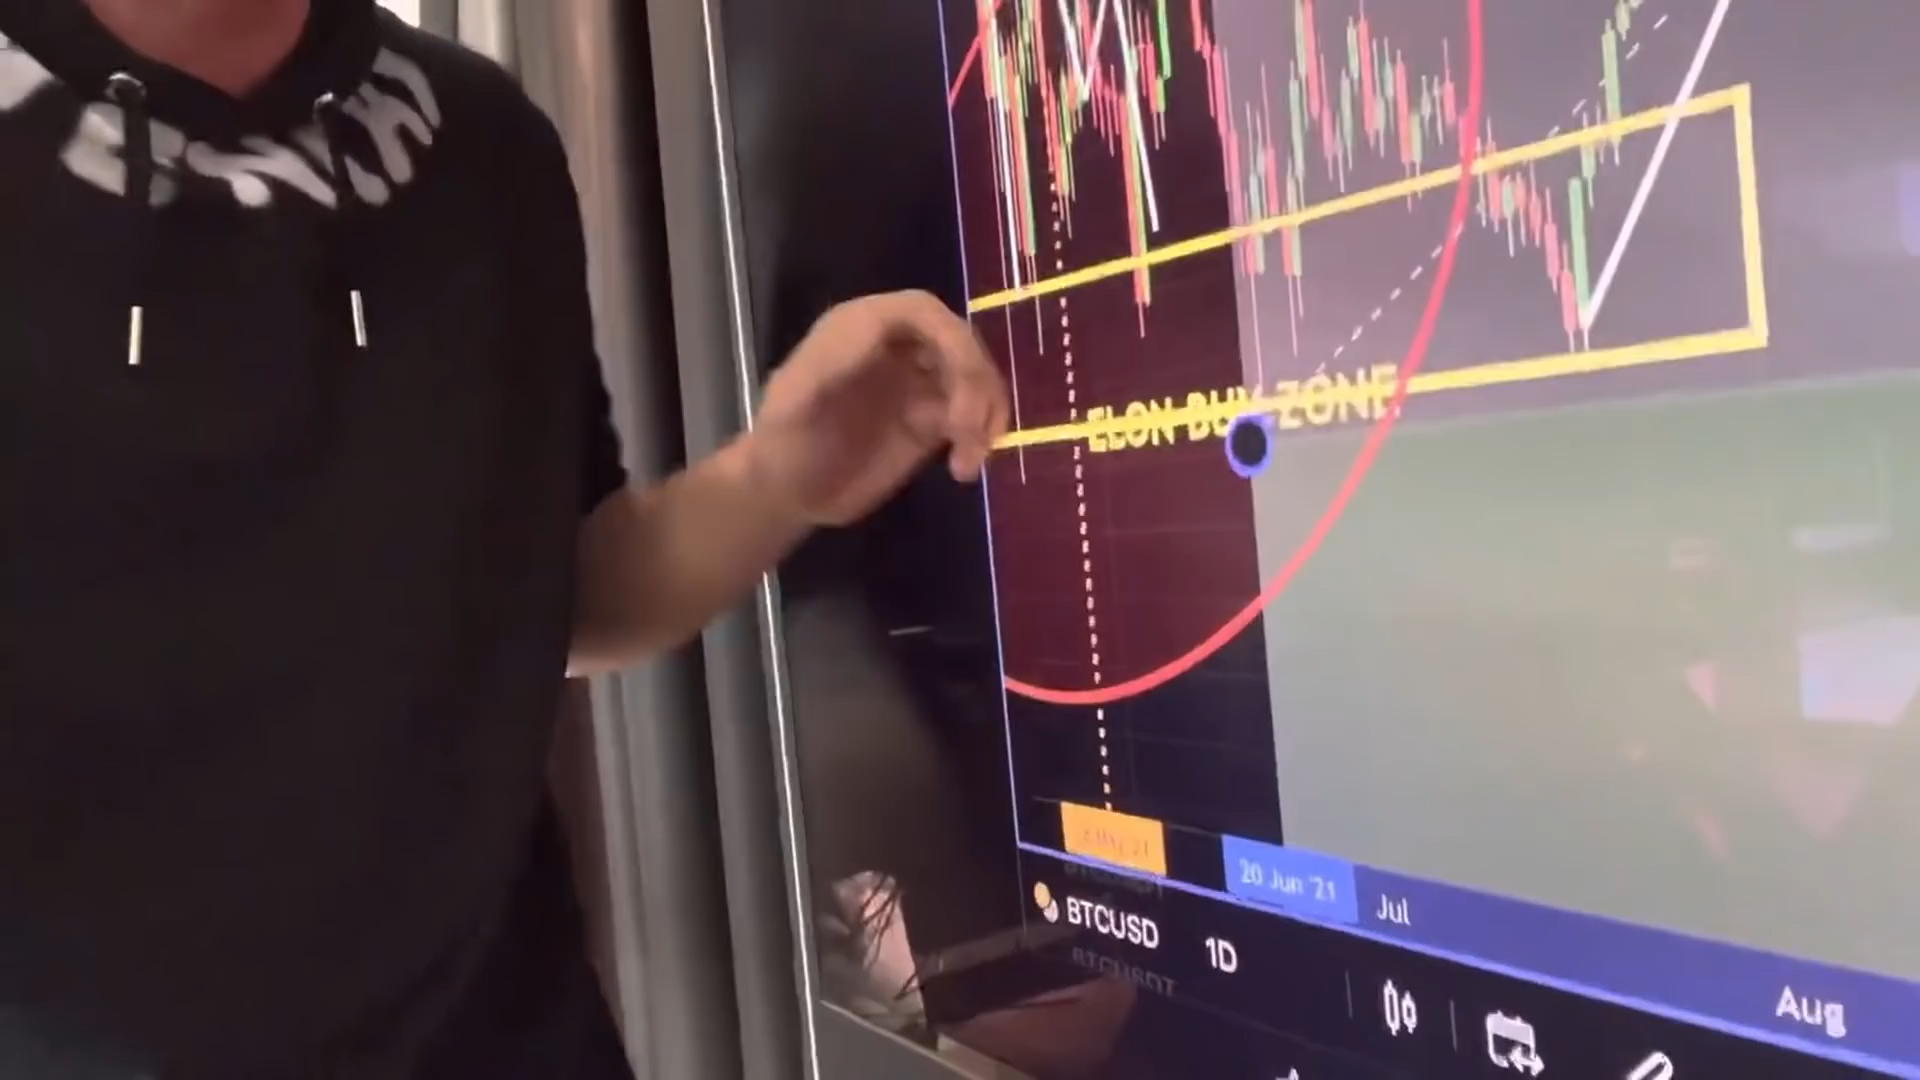 ELON BUY ZONE
20 Jun '21
Jul
BTCUSD
1D
Aug